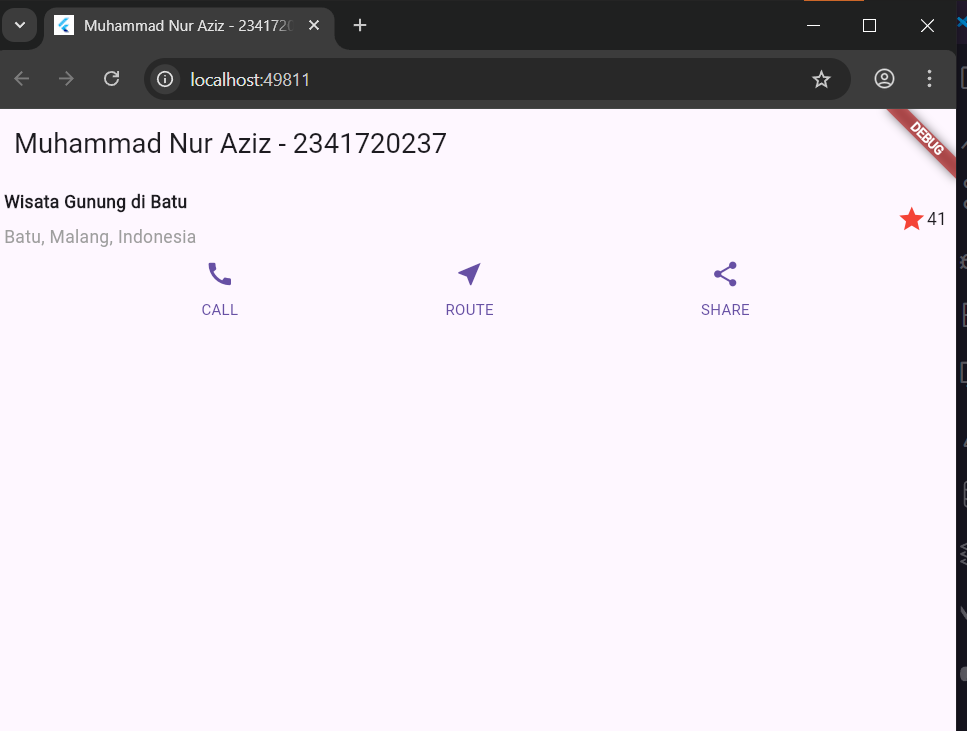 Muhammad Nur Aziz - 234172
localhost:49811
Muhammad Nur Aziz - 2341720237
DEBUG
Wisata Gunung di Batu
Batu, Malang, Indonesia
41
CALL ROUTE SHARE